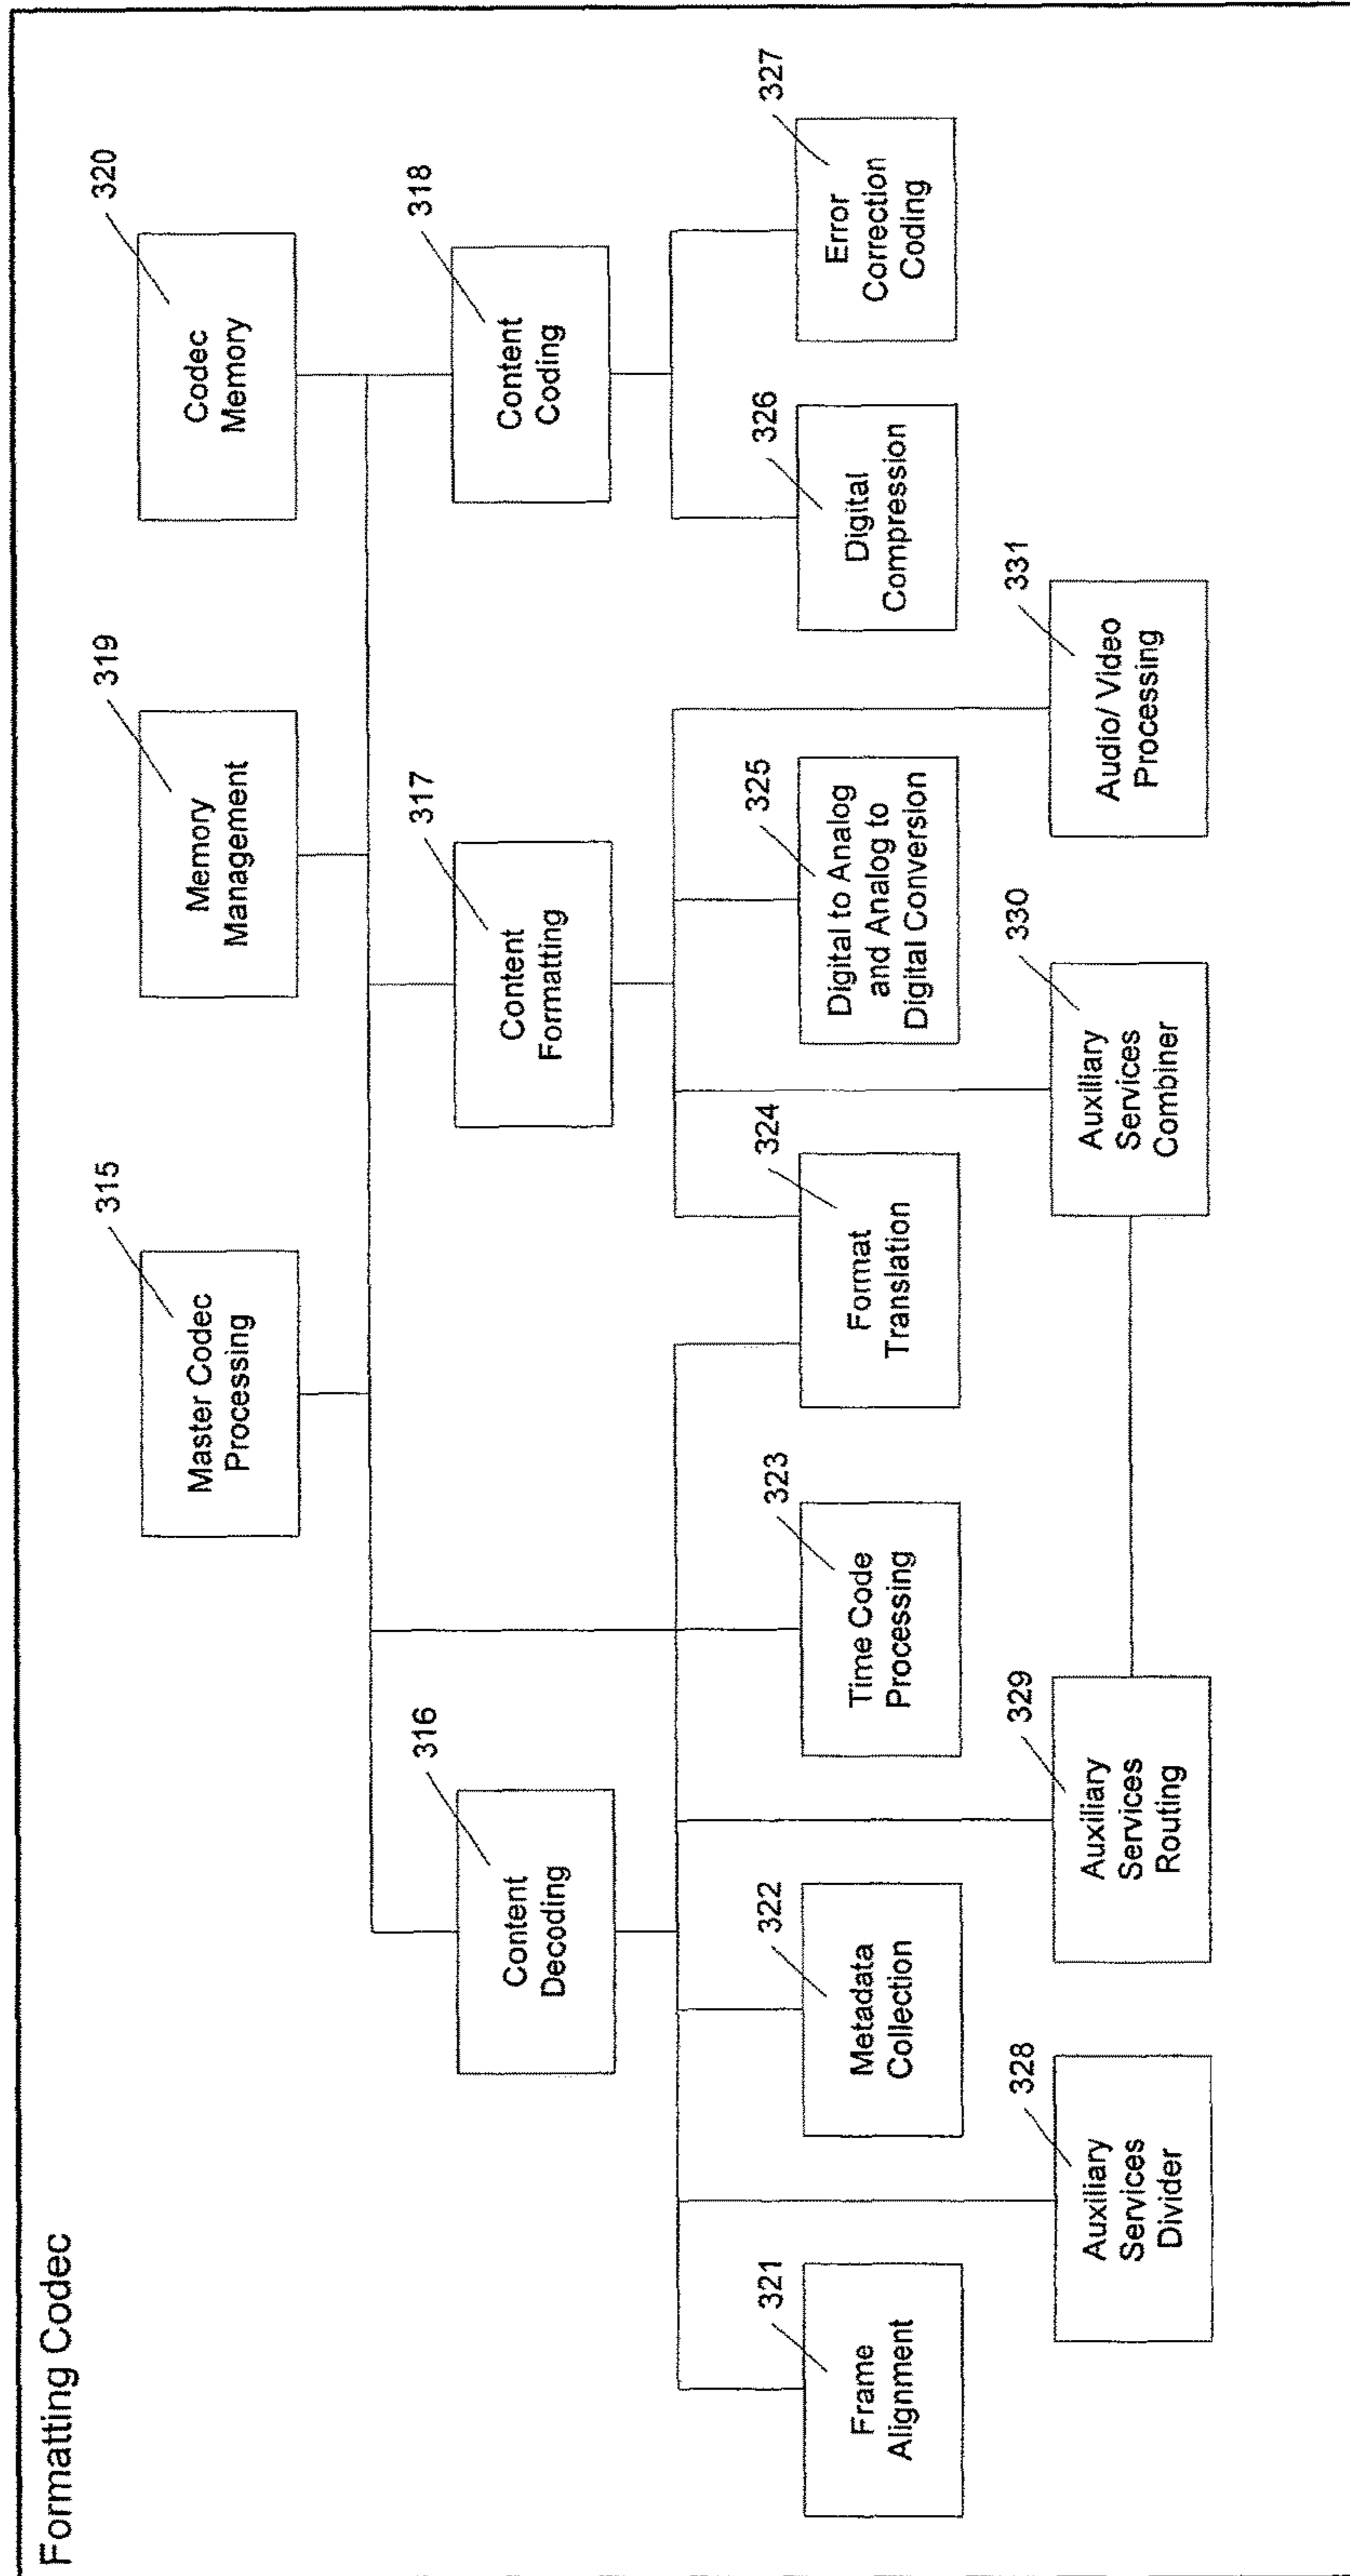 Formatting Codec
315
Master Codec
Processing
319
Memory
Management
320
Codec
Memory
316
Content
Decoding
317
Content
Formatting
318
Content
Coding
321
Frame
Alignment
322
Metadata
Collection
323
Time Code
Processing
324
Format
Translation
325
Digital to Analog
and Analog to
Digital Conversion
326
Digital
Compression
327
Error
Correction
Coding
328
Auxiliary
Services
Divider
329
Auxiliary
Services
Routing
330
Auxiliary
Services
Combiner
331
Audio/ Video
Processing